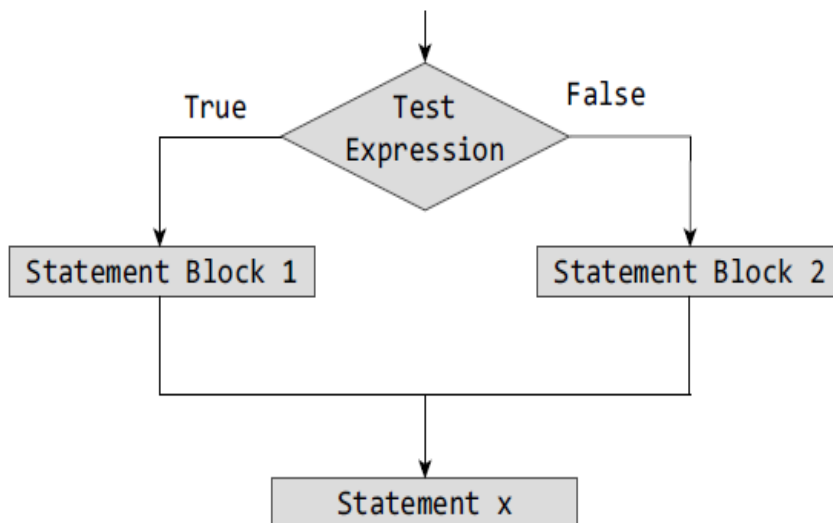 True
False
Test
Expression
Statement Block 1
Statement Block 2
Statement x